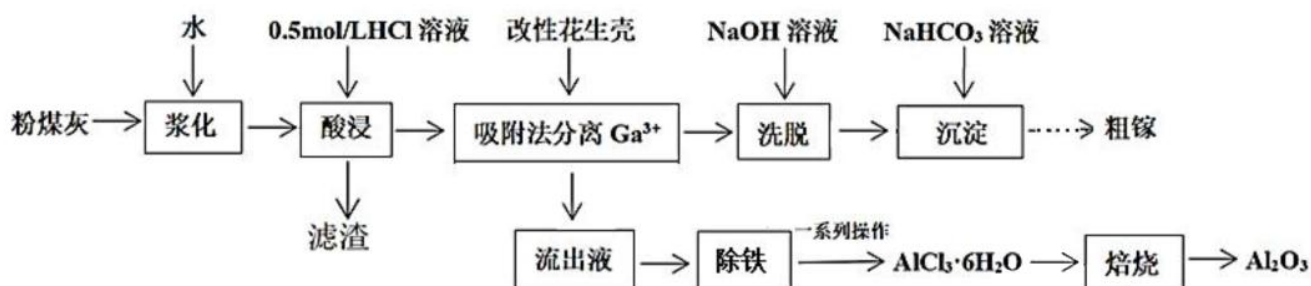 水 0.5mol/LHCl 溶液 改性花生壳 NaOH 溶液 NaHCO₃ 溶液
粉煤灰 浆化 酸浸 吸附法分离 Ga³⁺ 洗脱 沉淀 粗镓
滤渣 流出液 除铁 一系列操作 AlCl₃·6H₂O 焙烧 Al₂O₃